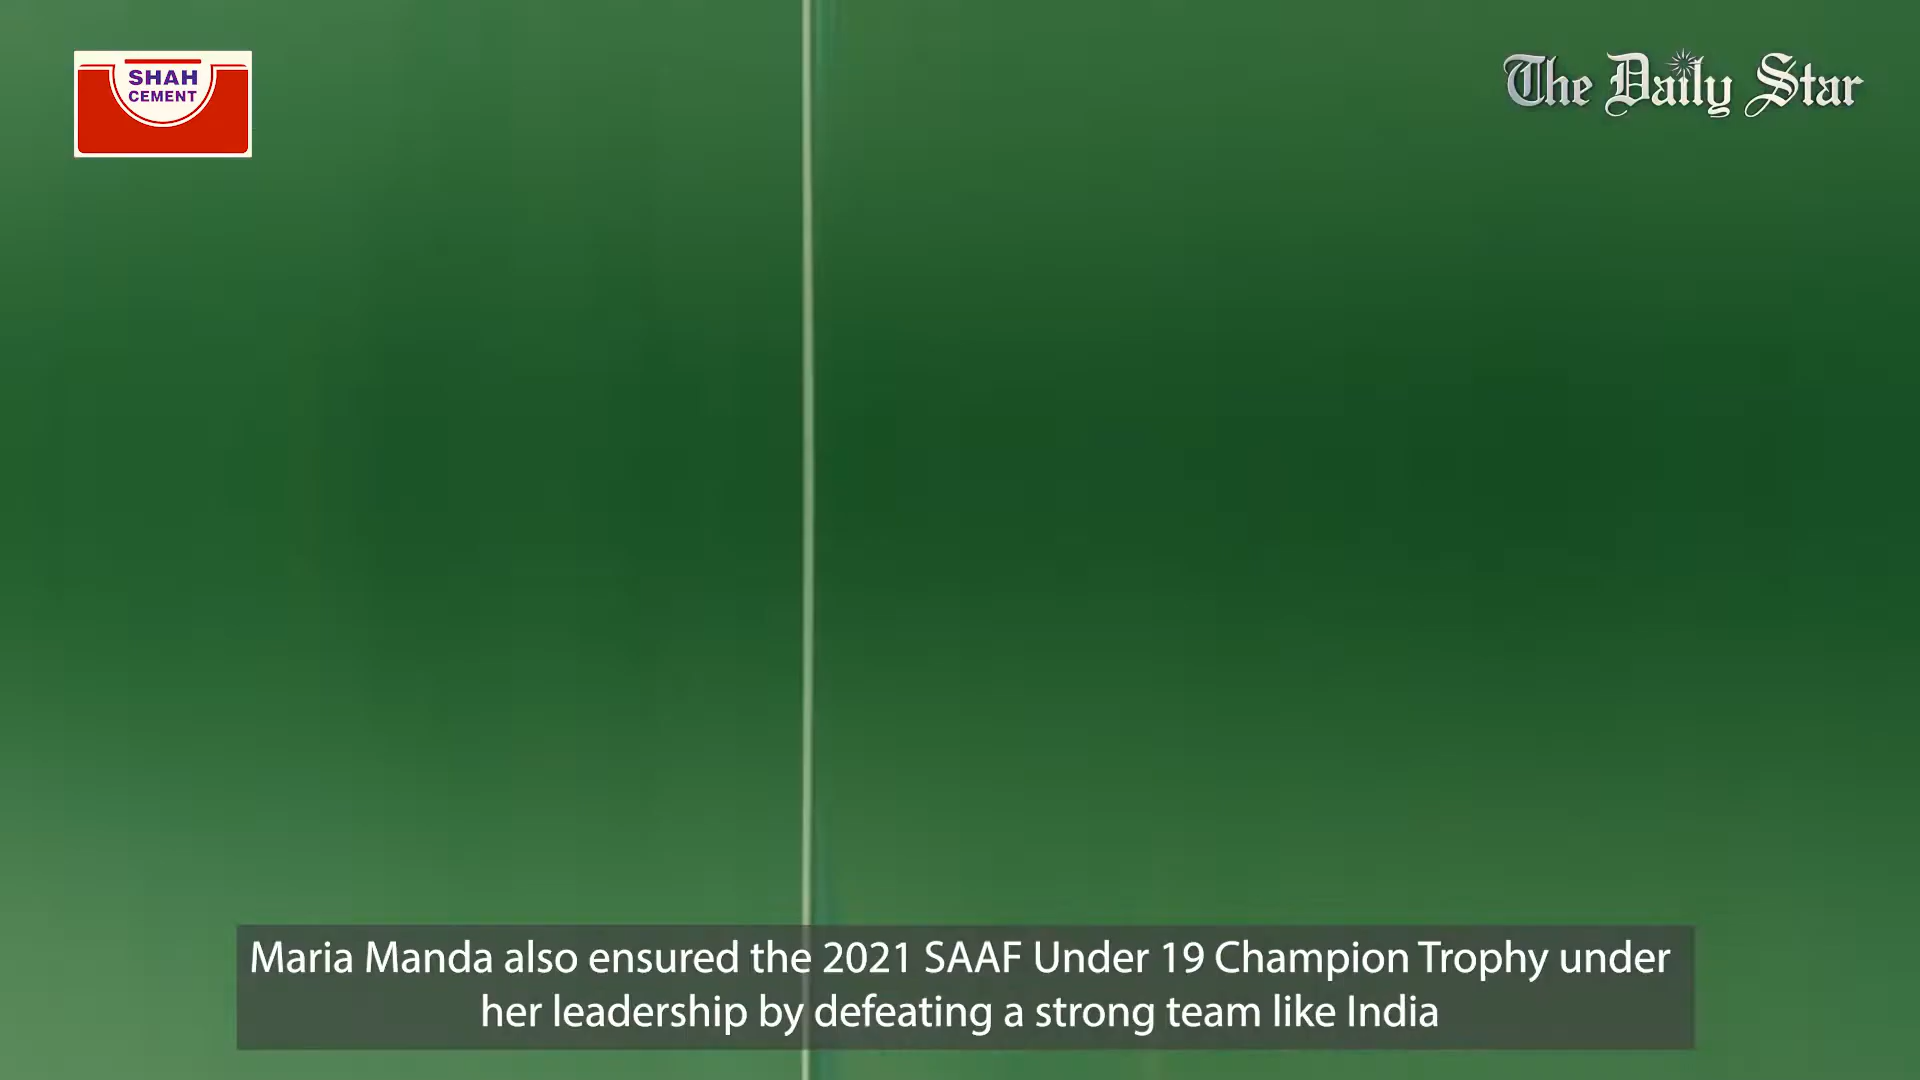 SHAH
CEMENT
The Daily Star
Maria Manda also ensured the 2021 SAAF Under 19 Champion Trophy under
her leadership by defeating a strong team like India